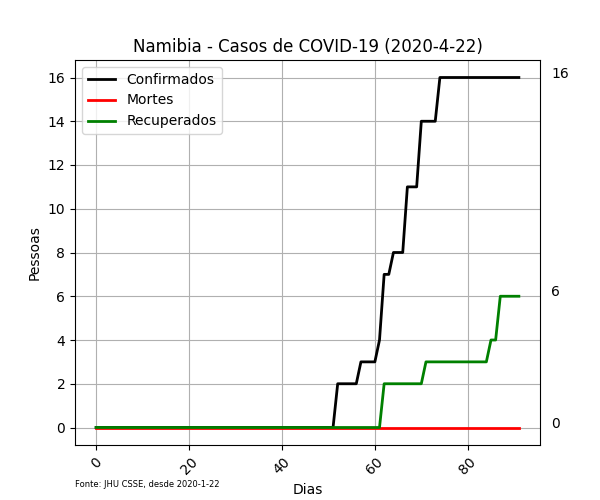 Namibia - Casos de COVID-19 (2020-4-22)
Confirmados
Mortes
Recuperados
16
14
12
10
8
6
4
2
0
Pessoas
16
6
0
0
20
40
60
80
Dias
Fonte: JHU CSSE, desde 2020-1-22